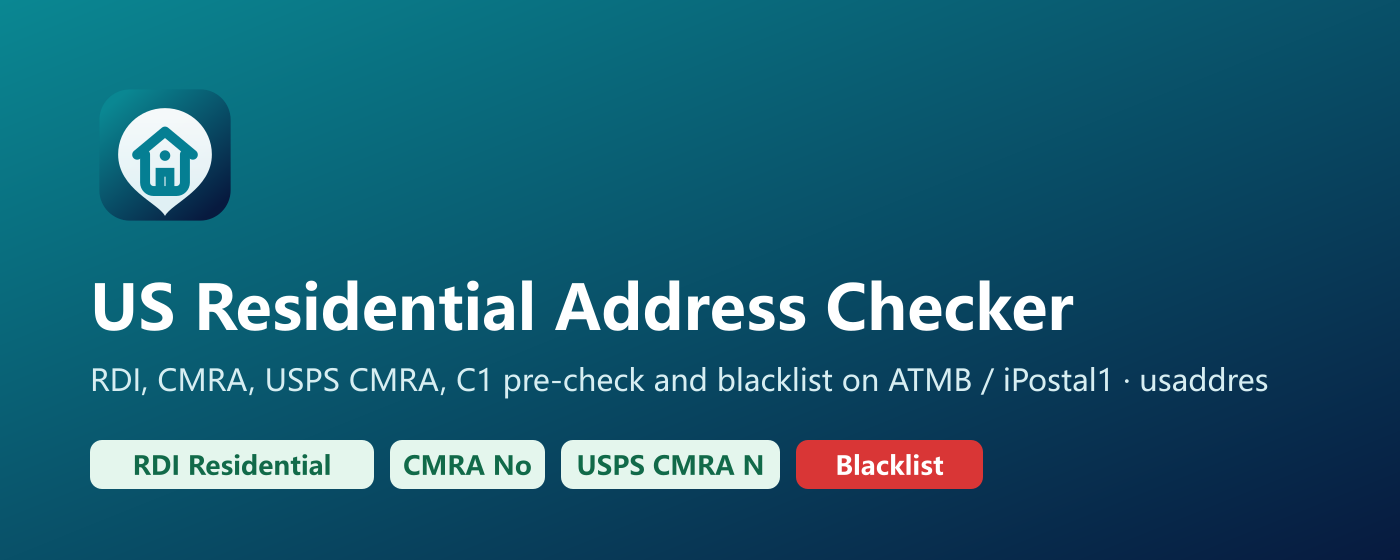 US Residential Address Checker
RDI, CMRA, USPS CMRA, C1 pre-check and blacklist on ATMB / iPostal1 · usaddres
RDI Residential CMRA No USPS CMRA N Blacklist